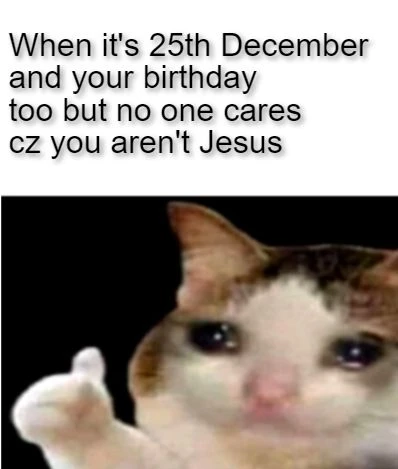 When it's 25th December
and your birthday
too but no one cares
cz you aren't Jesus